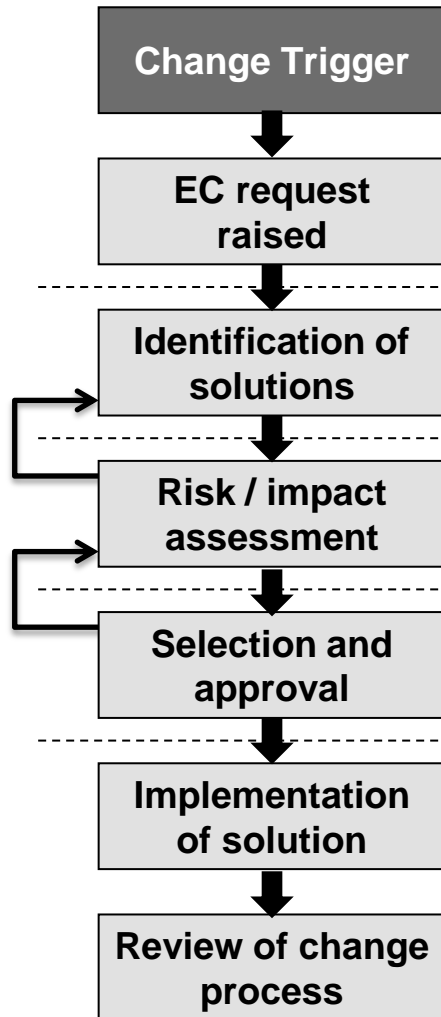 Change Trigger
EC request
raised
Identification of
solutions
Risk / impact
assessment
Selection and
approval
Implementation
of solution
Review of change
process